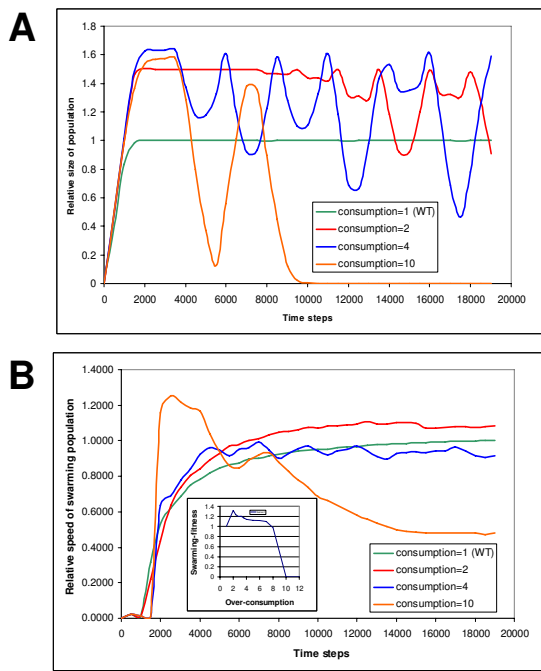 A
Relative size of population
1.8
1.6
1.4
1.2
1
0.8
0.6
0.4
0.2
0
0 2000 4000 6000 8000 10000 12000 14000 16000 18000 20000
Time steps
consumption=1 (WT)
consumption=2
consumption=4
consumption=10
B
Relative speed of swarming population
1.4000
1.2000
1.0000
0.8000
0.6000
0.4000
0.2000
0.0000
0 2000 4000 6000 8000 10000 12000 14000 16000 18000 20000
Time steps
Swarming-fitness
1.4
1.2
1
0.8
0.6
0.4
0.2
0
0 2 4 6 8 10 12
Over-consumption
consumption=1 (WT)
consumption=2
consumption=4
consumption=10